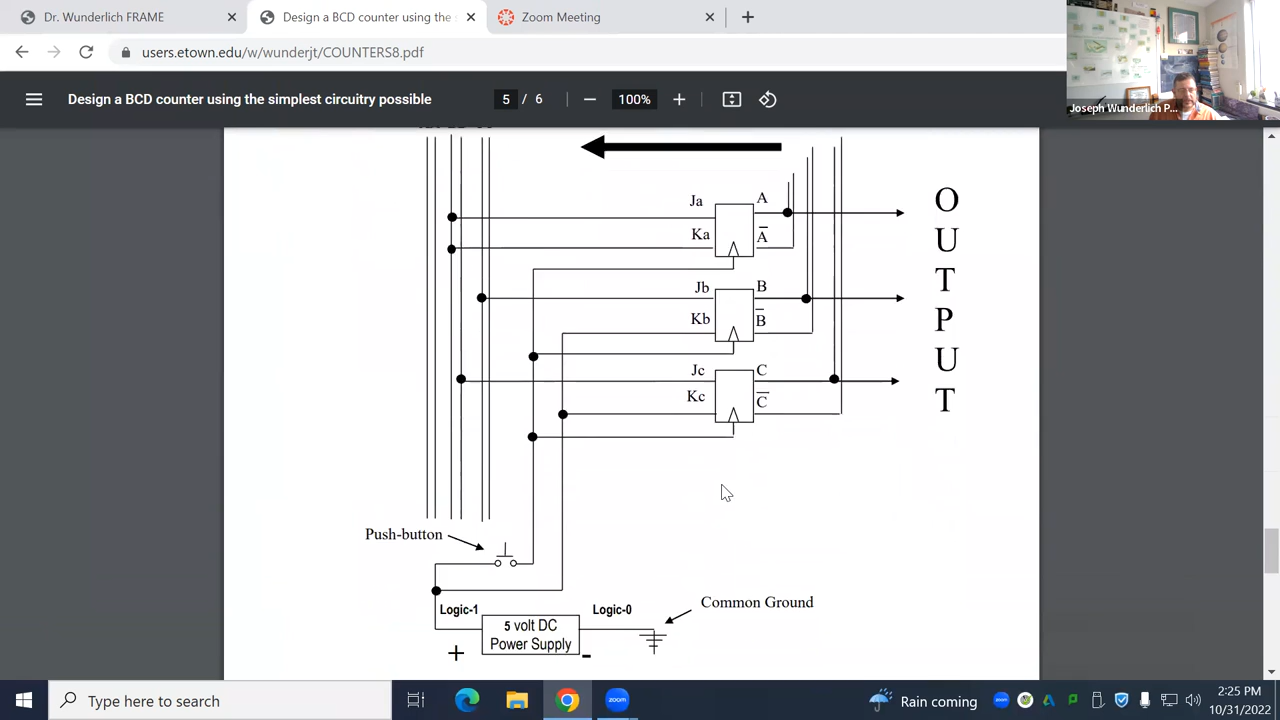 Dr. Wunderlich FRAME
Design a BCD counter using the s
Zoom Meeting
users.etown.edu/w/wunderjt/COUNTERS8.pdf
Joseph Wunderlich P...
Design a BCD counter using the simplest circuitry possible
5 / 6
100%
Ja
A
Ka
A̅
Jb
B
Kb
B̅
Jc
C
Kc
C̅
O
U
T
P
U
T
Push-button
Logic-1
Logic-0
Common Ground
5 volt DC
Power Supply
+
-
Type here to search
Rain coming
2:25 PM
10/31/2022